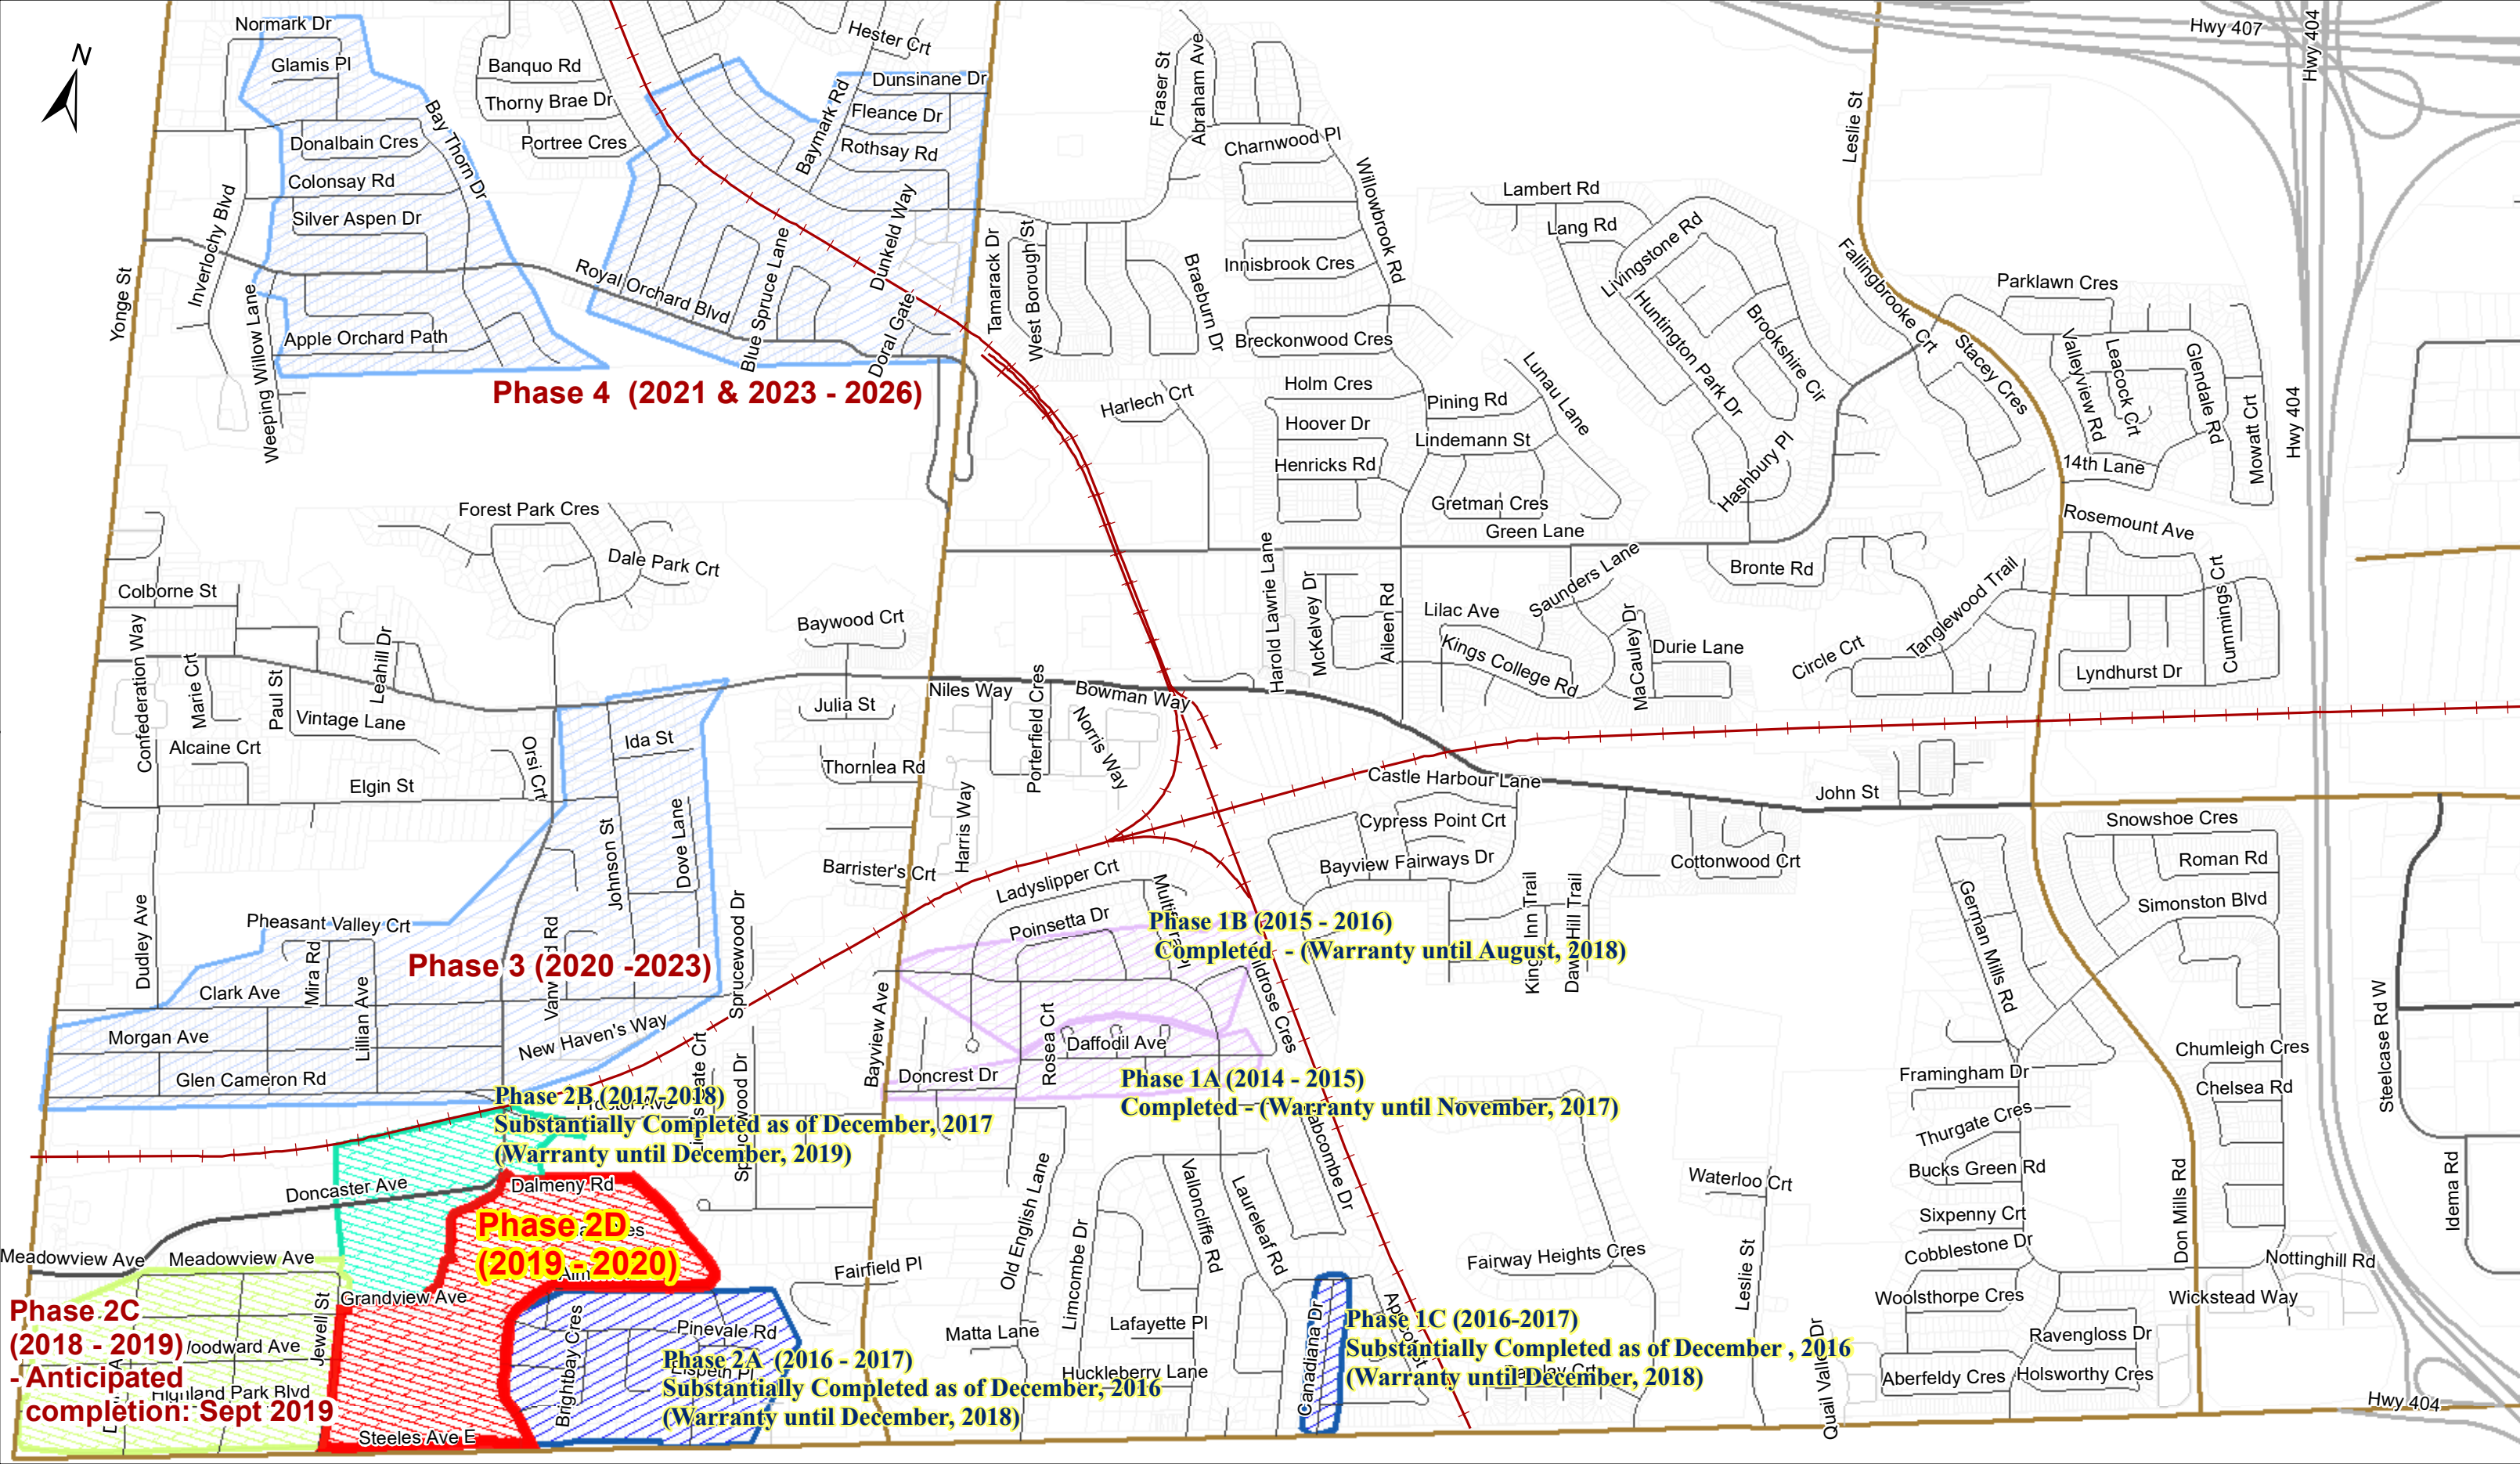 Normark Dr
Glamis Pl
Banquo Rd
Thorny Brae Dr
Portree Cres
Hester Crt
Dunsinane Dr
Fleance Dr
Rothsay Rd
Baymark Rd
Bay Thorn Dr
Donalbain Cres
Colonsay Rd
Silver Aspen Dr
Inverlochy Blvd
Yonge St
Royal Orchard Blvd
Blue Spruce Lane
Dunkeld Way
Doral Gate
Apple Orchard Path
Weeping Willow Lane
N
Phase 4 (2021 & 2023 - 2026)
Fraser St
Abraham Ave
Charnwood Pl
Willowbrook Rd
Tamarack Dr
West Borough St
Braeburn Dr
Innisbrook Cres
Breckonwood Cres
Harlech Crt
Holm Cres
Hoover Dr
Henricks Rd
Pining Rd
Lindemann St
Gretman Cres
Lunau Lane
Green Lane
Lambert Rd
Lang Rd
Livingstone Rd
Huntington Park Dr
Brookshire Cir
Hashbury Pl
Leslie St
Hwy 407
Hwy 404
Fallingbrooke Crt
Stacey Cres
Parklawn Cres
Valleyview Rd
Leacock Crt
Glendale Rd
Mowatt Crt
Hwy 404
14th Lane
Rosemount Ave
Forest Park Cres
Dale Park Crt
Colborne St
Confederation Way
Marie Crt
Paul St
Leahill Dr
Vintage Lane
Alcaine Crt
Elgin St
Orsi Crt
Ida St
Baywood Crt
Julia St
Thornlea Rd
Niles Way
Porterfield Cres
Bowman Way
Norris Way
Harris Way
Barrister's Crt
Harold Lawrie Lane
McKelvey Dr
Aileen Rd
Lilac Ave
Kings College Rd
Saunders Lane
MacCauley Dr
Durie Lane
Bronte Rd
Circle Crt
Tanglewood Trail
Lyndhurst Dr
Cummings Crt
Castle Harbour Lane
John St
Cypress Point Crt
Bayview Fairways Dr
Cottonwood Crt
Snowshoe Cres
Roman Rd
Simonston Blvd
German Mills Rd
Dudley Ave
Johnson St
Dove Lane
Pheasant Valley Crt
Mira Rd
Clark Ave
Lillian Ave
Morgan Ave
Glen Cameron Rd
New Haven's Way
Sprucewood Dr
Phase 3 (2020 -2023)
Ladyslipper Crt
Poinsetta Dr
Phase 1B (2015 - 2016)
Completed - (Warranty until August, 2018)
Rosea Crt
Daffodil Ave
Bayview Ave
Doncrest Dr
Phase 1A (2014 - 2015)
Completed - (Warranty until November, 2017)
Phase 2B (2017-2018)
Substantially Completed as of December, 2017
(Warranty until December, 2019)
Doncaster Ave
Dalmeny Rd
Phase 2D
(2019 - 2020)
Meadowview Ave
Meadowview Ave
Grandview Ave
Jewell St
Phase 2C
(2018 - 2019)
- Anticipated
completion: Sept 2019
Highland Park Blvd
Steeles Ave E
Brightbay Cres
Pinevale Rd
Phase 2A (2016 - 2017)
Substantially Completed as of December, 2016
(Warranty until December, 2018)
Fairfield Pl
Old English Lane
Limcombe Dr
Valloncliffe Rd
Laureleaf Rd
Matta Lane
Lafayette Pl
Huckleberry Lane
Canadiana Dr
Phase 1C (2016-2017)
Substantially Completed as of December , 2016
(Warranty until December, 2018)
Fairway Heights Cres
Waterloo Crt
Leslie St
Framingham Dr
Thurgate Cres
Bucks Green Rd
Sixpenny Crt
Cobblestone Dr
Woolsthorpe Cres
Ravengloss Dr
Aberfeldy Cres
Holsworthy Cres
Don Mills Rd
Chumleigh Cres
Chelsea Rd
Nottinghill Rd
Wickstead Way
Steelcase Rd W
Idema Rd
Hwy 404